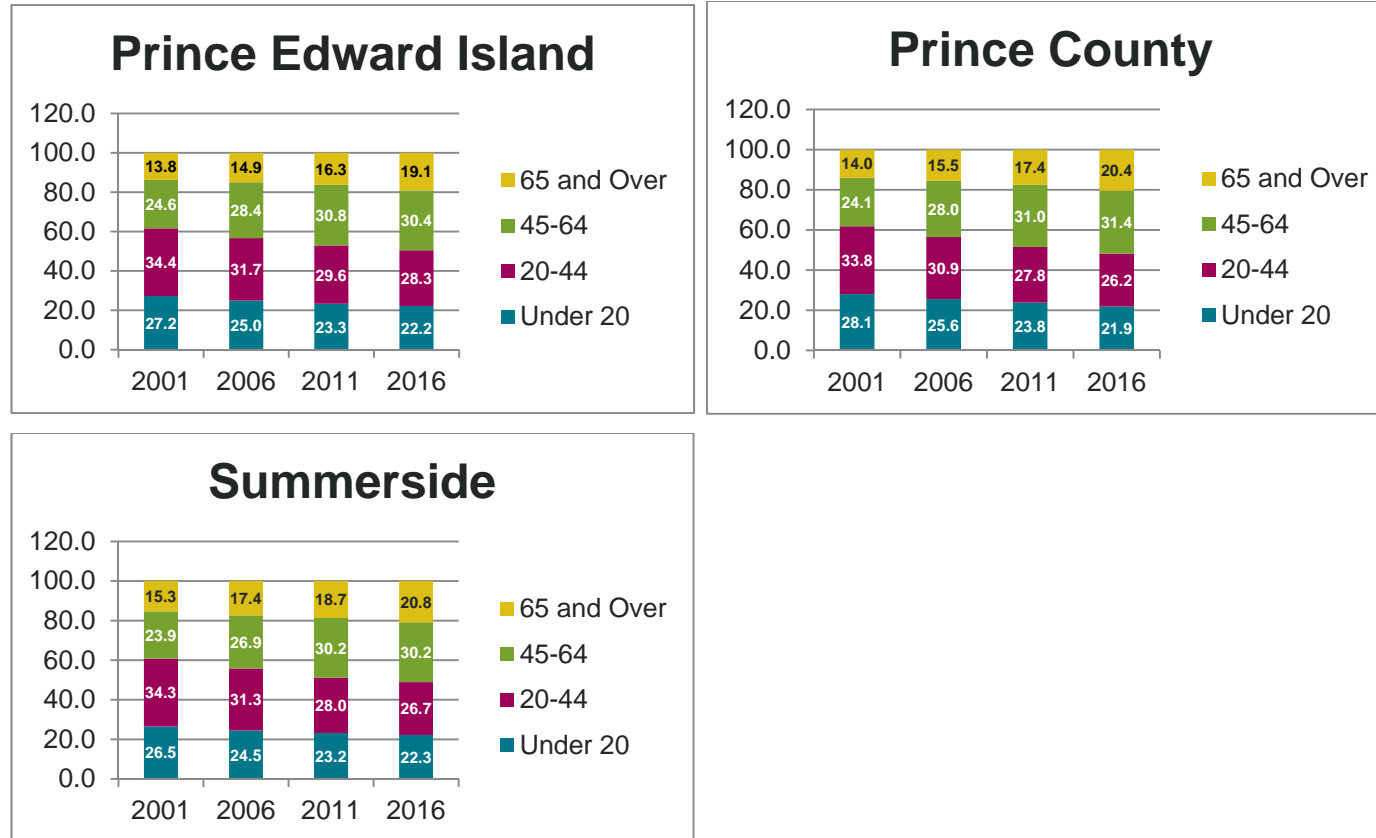 Prince Edward Island
120.0
100.0
80.0
60.0
40.0
20.0
0.0
13.8 14.9 16.3 19.1
24.6 28.4 30.8 30.4
34.4 31.7 29.6 28.3
27.2 25.0 23.3 22.2
2001 2006 2011 2016
65 and Over
45-64
20-44
Under 20
Prince County
120.0
100.0
80.0
60.0
40.0
20.0
0.0
14.0 15.5 17.4 20.4
24.1 28.0 31.0 31.4
33.8 30.9 27.8 26.2
28.1 25.6 23.8 21.9
2001 2006 2011 2016
65 and Over
45-64
20-44
Under 20
Summerside
120.0
100.0
80.0
60.0
40.0
20.0
0.0
15.3 17.4 18.7 20.8
23.9 26.9 30.2 30.2
34.3 31.3 28.0 26.7
26.5 24.5 23.2 22.3
2001 2006 2011 2016
65 and Over
45-64
20-44
Under 20